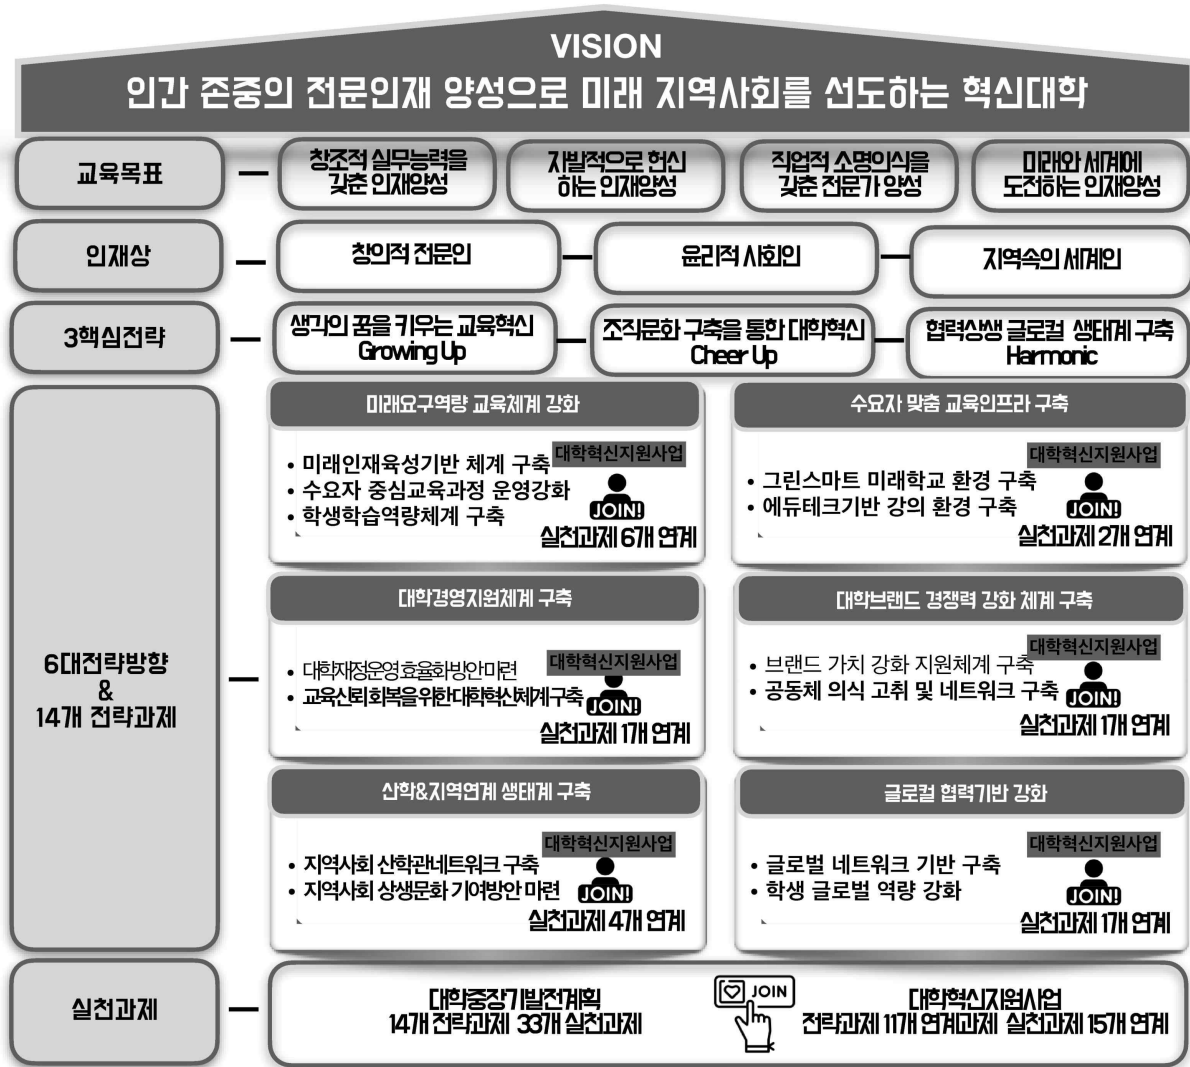 VISION
인간 존중의 전문인재 양성으로 미래 지역사회를 선도하는 혁신대학
교육목표
창조적 실무능력을
갖춘 인재양성
자발적으로 헌신
하는 인재양성
직업적 소명의식을
갖춘 전문가 양성
미래와 세계에
도전하는 인재양성
인재상
창의적 전문인
윤리적 사회인
지역속의 세계인
3핵심전략
생각의 꿈을 키우는 교육혁신
Growing Up
조직문화 구축을 통한 대학혁신
Cheer Up
협력상생 글로컬 생태계 구축
Harmonic
6대전략방향
&
14개 전략과제
미래요구역량 교육체계 강화
대학혁신지원사업
• 미래인재육성기반 체계 구축
• 수요자 중심교육과정 운영강화
• 학생학습역량체계 구축
JOIN!
실천과제 6개 연계
수요자 맞춤 교육인프라 구축
대학혁신지원사업
• 그린스마트 미래학교 환경 구축
• 에듀테크기반 강의 환경 구축
JOIN!
실천과제 2개 연계
대학경영지원체계 구축
대학혁신지원사업
• 대학재정운영 효율화 방안 마련
• 교육신뢰 회복을 위한 대학혁신체계 구축
JOIN!
실천과제 1개 연계
대학브랜드 경쟁력 강화 체계 구축
대학혁신지원사업
• 브랜드 가치 강화 지원체계 구축
• 공동체 의식 고취 및 네트워크 구축
JOIN!
실천과제 1개 연계
산학&지역연계 생태계 구축
대학혁신지원사업
• 지역사회 산학관네트워크 구축
• 지역사회 상생문화 기여방안 마련
JOIN!
실천과제 4개 연계
글로컬 협력기반 강화
대학혁신지원사업
• 글로벌 네트워크 기반 구축
• 학생 글로벌 역량 강화
JOIN!
실천과제 1개 연계
실천과제
대학중장기발전계획
14개 전략과제 33개 실천과제
JOIN
대학혁신지원사업
전략과제 11개 연계과제 실천과제 15개 연계